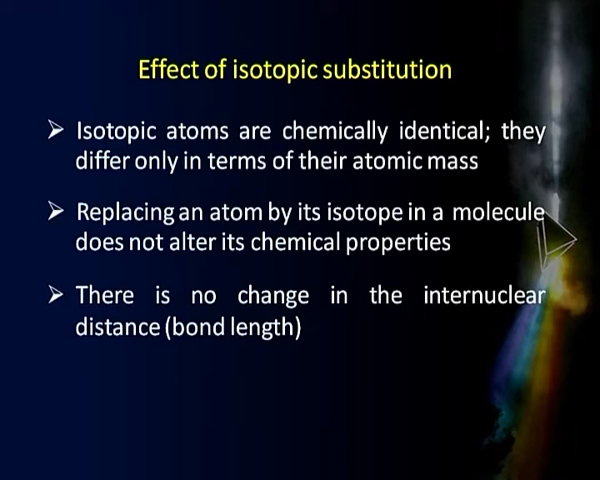 Effect of isotopic substitution
➢ Isotopic atoms are chemically identical; they
differ only in terms of their atomic mass
➢ Replacing an atom by its isotope in a molecule
does not alter its chemical properties
➢ There is no change in the internuclear
distance (bond length)